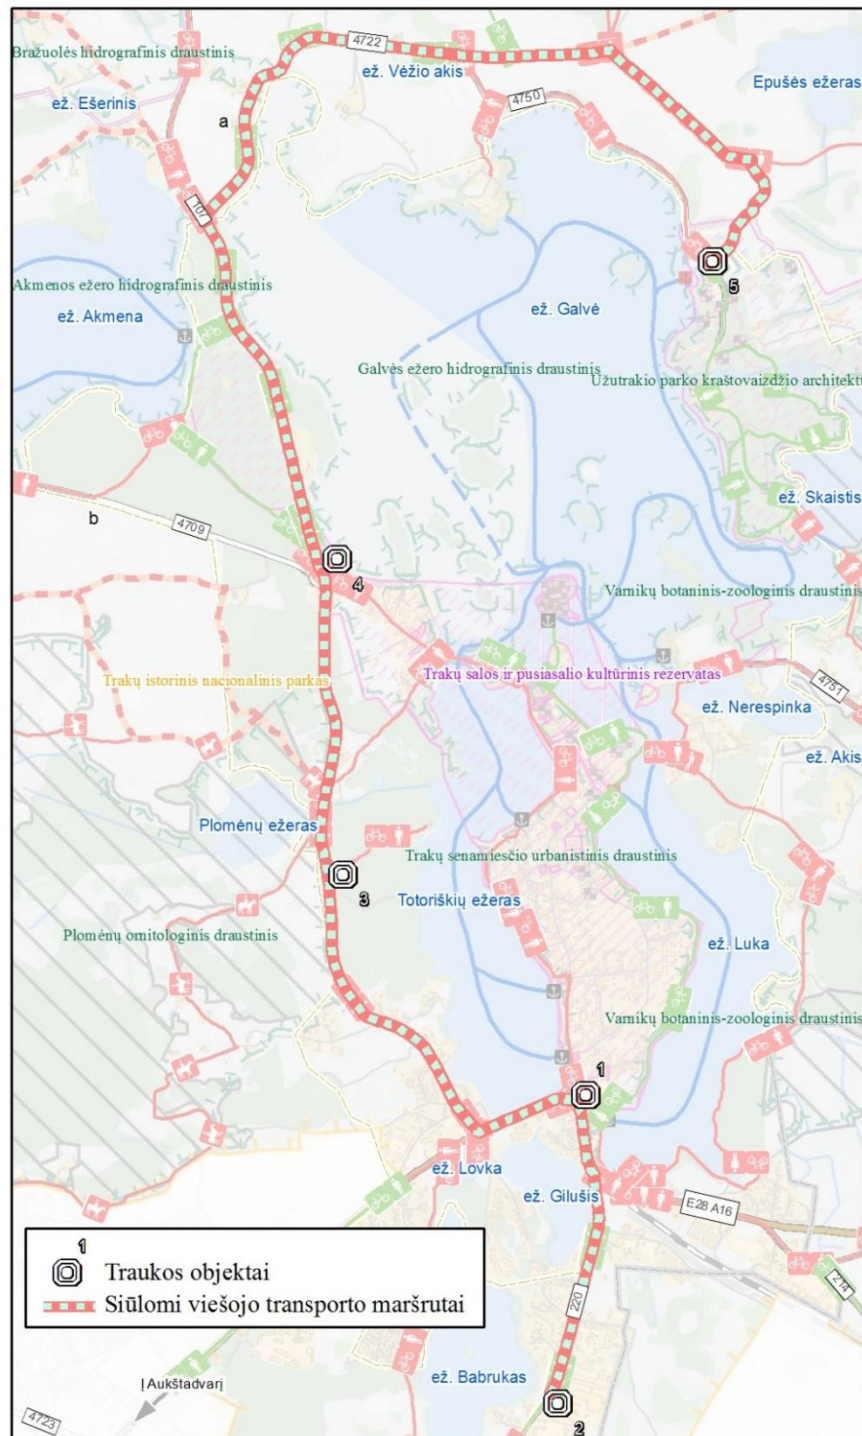 4722
Bražuolės hidrografinis draustinis
ež. Vėžio akis
Epušės ežeras
ež. Ešerinis
4750
a
107
5
Akmenos ežero hidrografinis draustinis
ež. Akmena
ež. Galvė
Galvės ežero hidrografinis draustinis
Užutrakio parko kraštovaizdžio architektū
ež. Skaistis
b
4709
4
Varnikų botaninis-zoologinis draustinis
Trakų istorinis nacionalinis parkas
Trakų salos ir pusiasalio kultūrinis rezervatas
4751
ež. Nerespinka
ež. Akis
Plomėnų ežeras
Trakų senamiesčio urbanistinis draustinis
3
Totoriškių ežeras
Plomėnų ornitologinis draustinis
ež. Luka
Varnikų botaninis-zoologinis draustinis
1
ež. Lovka
ež. Gilušis
E28 A16
1
Traukos objektai
Siūlomi viešojo transporto maršrutai
214
220
ež. Babrukas
Į Aukštadvarį
4723
2